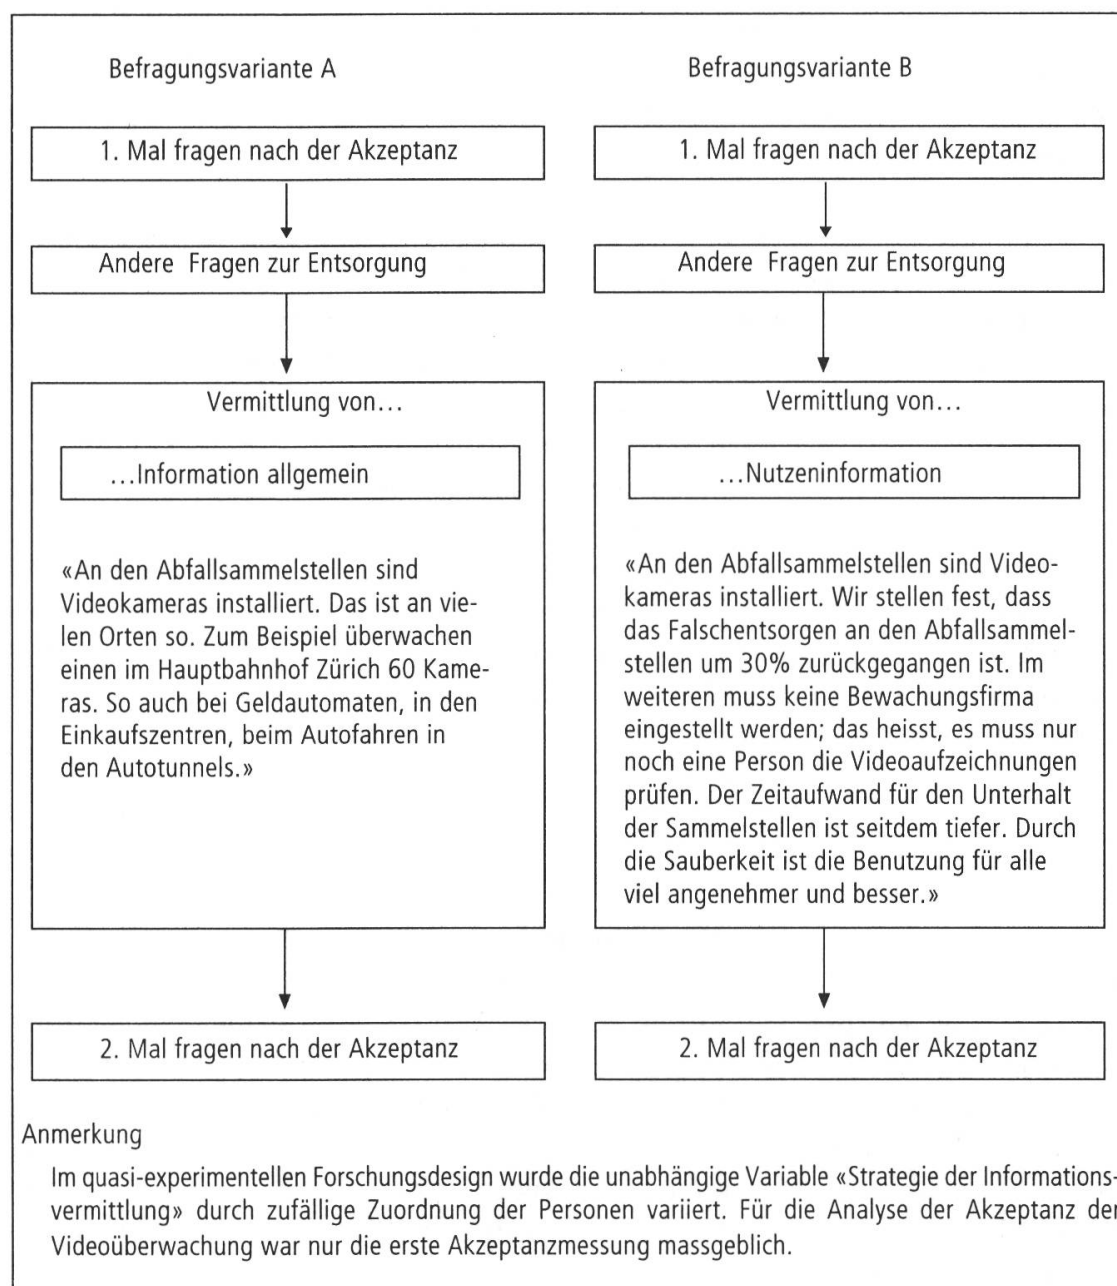 Befragungsvariante A
Befragungsvariante B
1. Mal fragen nach der Akzeptanz
1. Mal fragen nach der Akzeptanz
Andere Fragen zur Entsorgung
Andere Fragen zur Entsorgung
Vermittlung von…
…Information allgemein
«An den Abfallsammelstellen sind
Videokameras installiert. Das ist an vie-
len Orten so. Zum Beispiel überwachen
einen im Hauptbahnhof Zürich 60 Kame-
ras. So auch bei Geldautomaten, in den
Einkaufszentren, beim Autofahren in
den Autotunnels.»
Vermittlung von…
…Nutzeninformation
«An den Abfallsammelstellen sind Video-
kameras installiert. Wir stellen fest, dass
das Falschentsorgen an den Abfallsammel-
stellen um 30% zurückgegangen ist. Im
weiteren muss keine Bewachungsfirma
eingestellt werden; das heisst, es muss nur
noch eine Person die Videoaufzeichnungen
prüfen. Der Zeitaufwand für den Unterhalt
der Sammelstellen ist seitdem tiefer. Durch
die Sauberkeit ist die Benutzung für alle
viel angenehmer und besser.»
2. Mal fragen nach der Akzeptanz
2. Mal fragen nach der Akzeptanz
Anmerkung
Im quasi-experimentellen Forschungsdesign wurde die unabhängige Variable «Strategie der Informations-
vermittlung» durch zufällige Zuordnung der Personen variiert. Für die Analyse der Akzeptanz der
Videoüberwachung war nur die erste Akzeptanzmessung massgeblich.